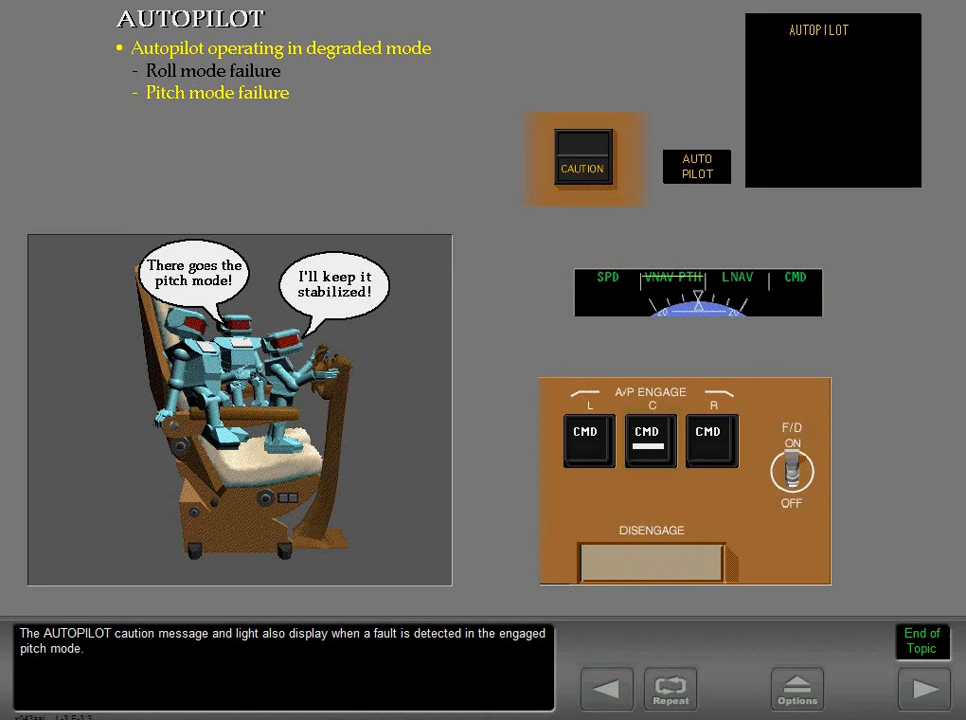 AUTOPILOT
• Autopilot operating in degraded mode
- Roll mode failure
- Pitch mode failure
AUTOPILOT
CAUTION
AUTO
PILOT
There goes the
pitch mode!
I'll keep it
stabilized!
SPD VNAV PTH LNAV CMD
20 20
A/P ENGAGE
L C R
CMD CMD CMD
F/D
ON
OFF
DISENGAGE
The AUTOPILOT caution message and light also display when a fault is detected in the engaged
pitch mode.
End of
Topic
Repeat
Options